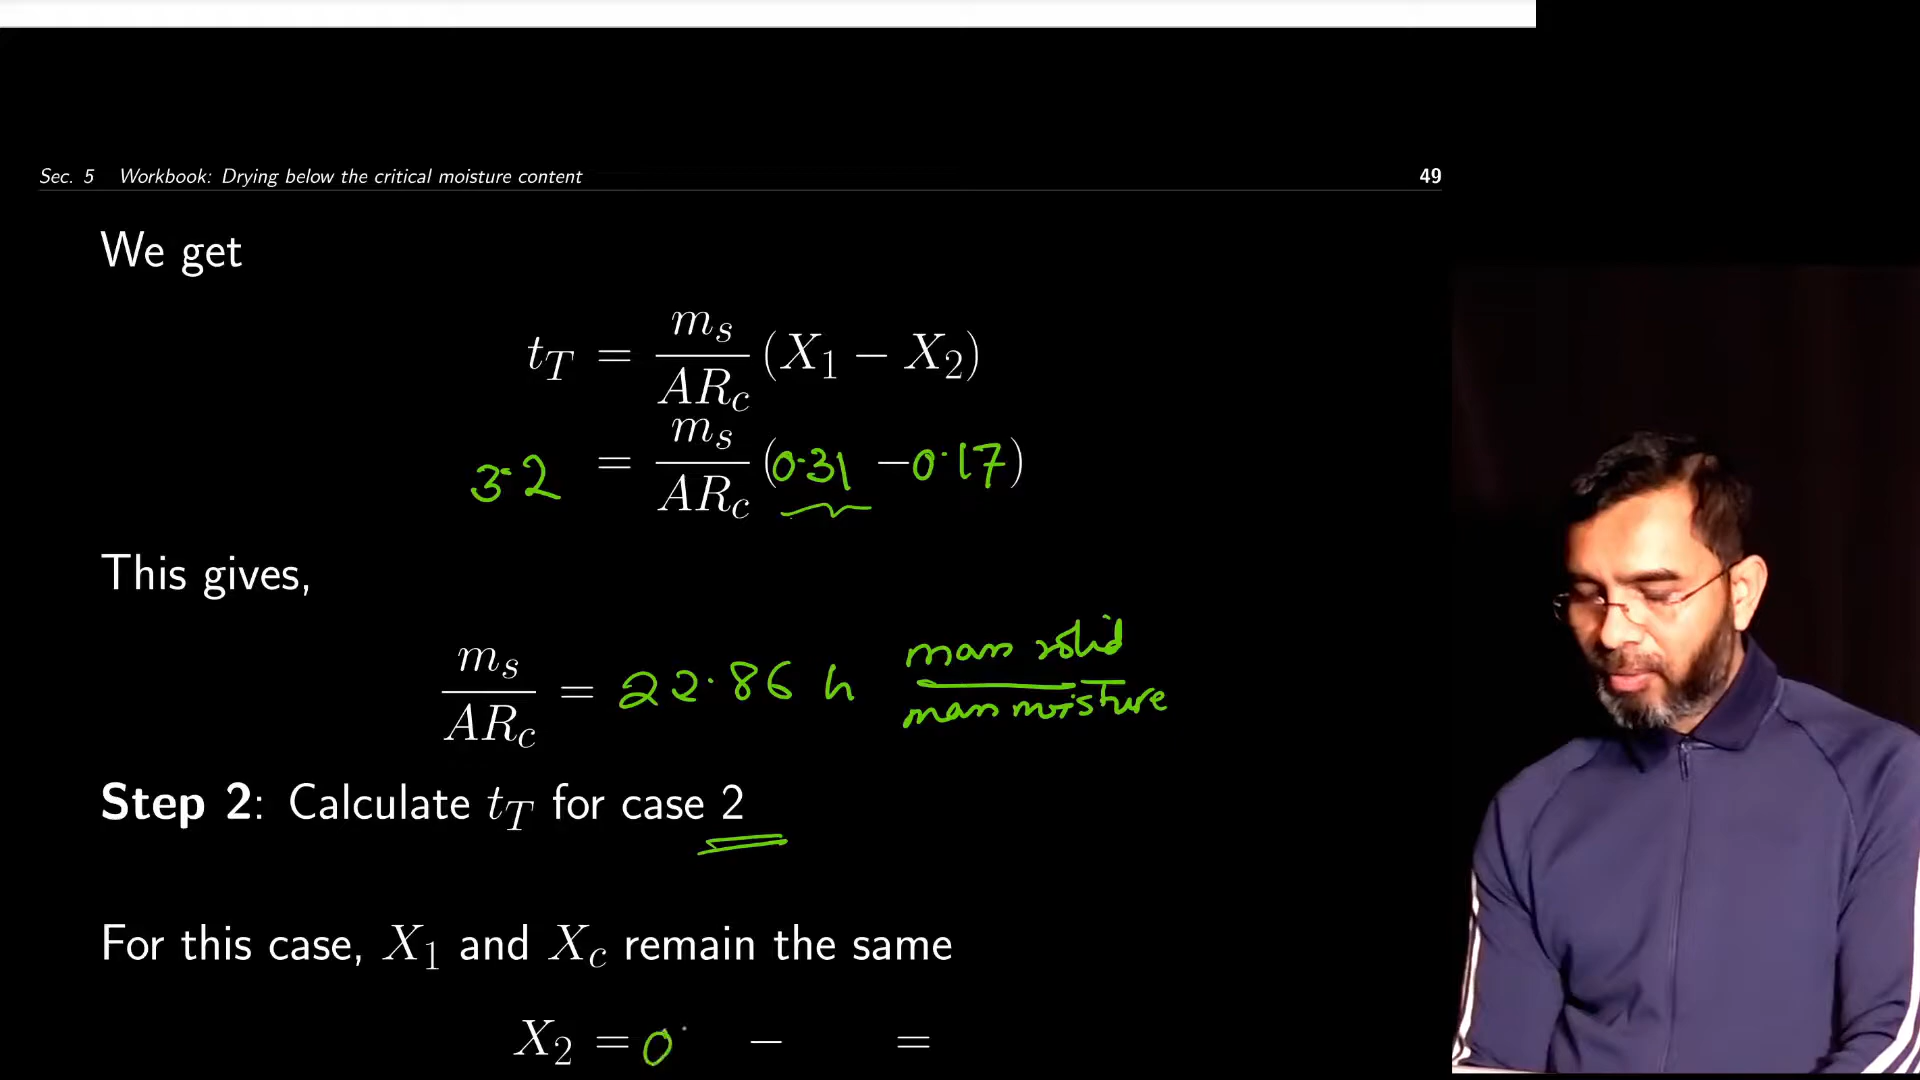 Sec. 5 Workbook: Drying below the critical moisture content 49
We get
t_T = m_s / AR_c (X_1 − X_2)
3.2 = m_s / AR_c (0.31 − 0.17)
This gives,
m_s / AR_c = 22.86 h mass solid / mass moisture
Step 2: Calculate t_T for case 2
For this case, X_1 and X_c remain the same
X_2 = 0. − =